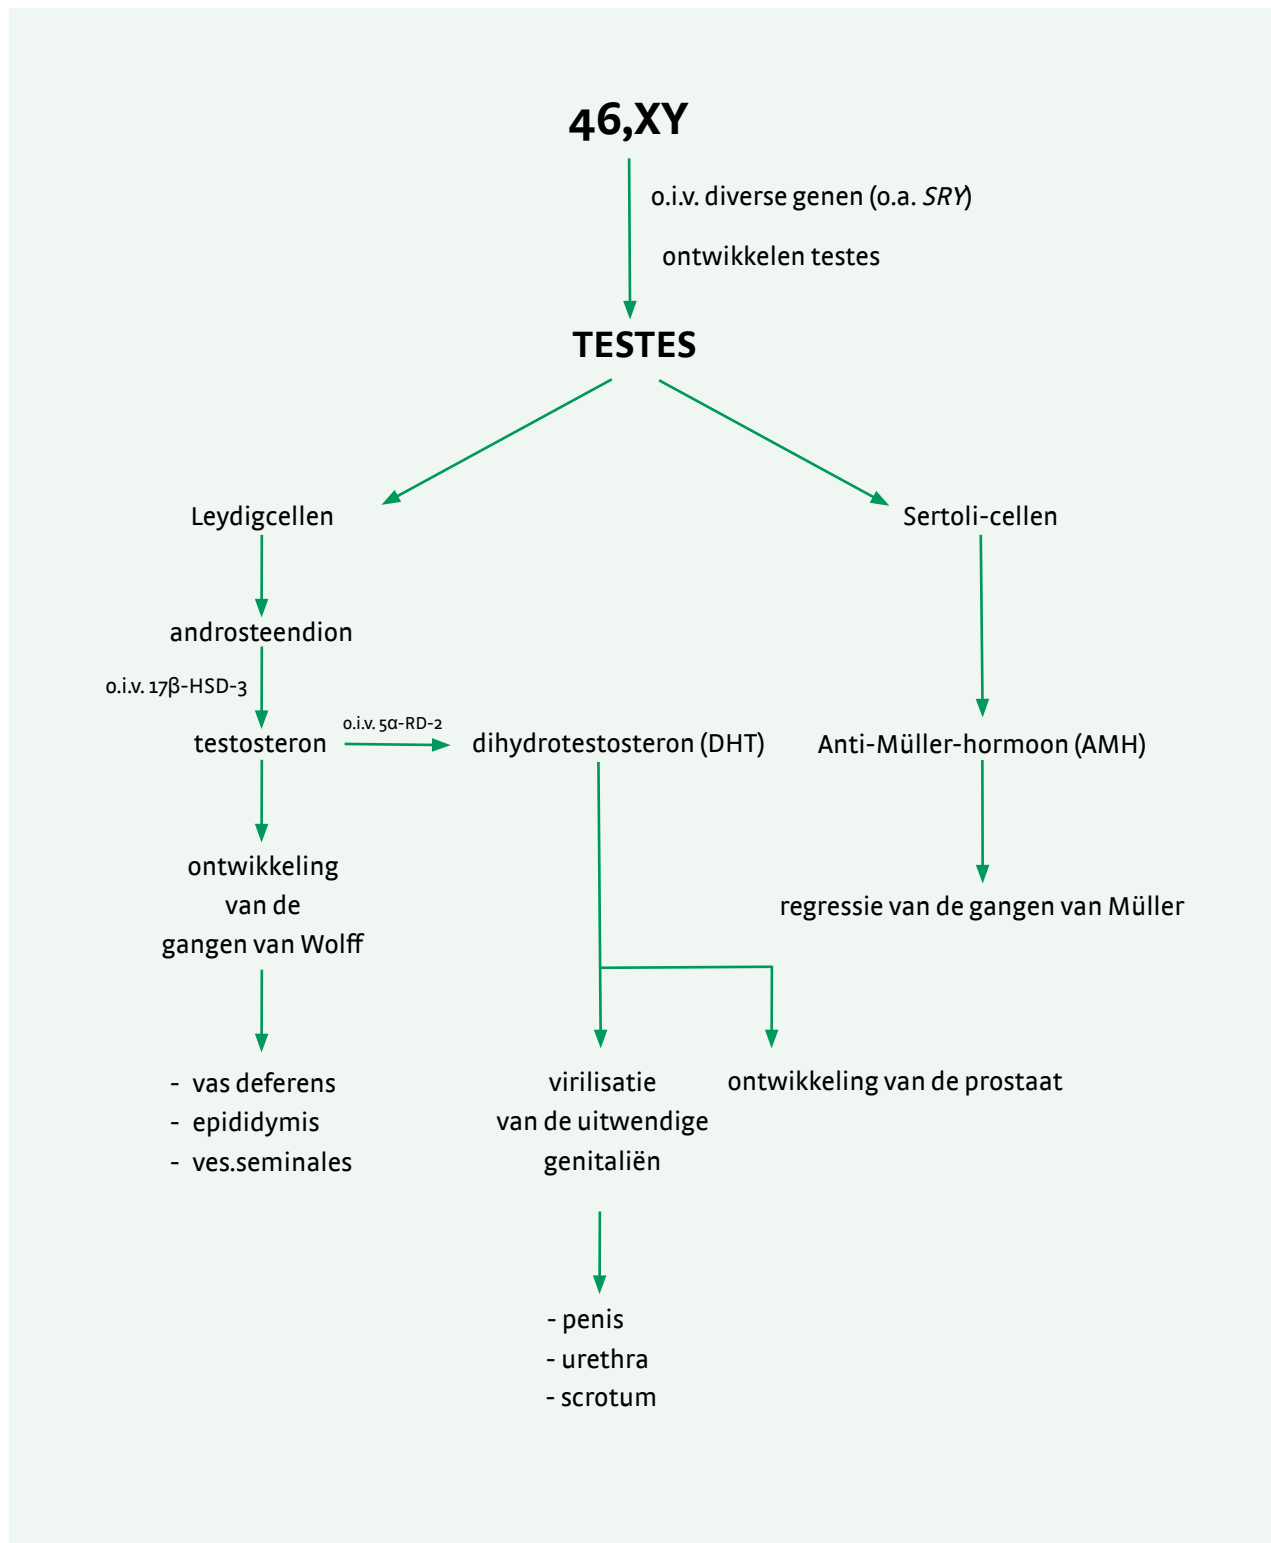 46,XY
o.i.v. diverse genen (o.a. SRY)
ontwikkelen testes
TESTES
Leydigcellen
Sertoli-cellen
androsteendion
o.i.v. 17β-HSD-3
testosteron
o.i.v. 5α-RD-2
dihydrotestosteron (DHT)
Anti-Müller-hormoon (AMH)
ontwikkeling
van de
gangen van Wolff
regressie van de gangen van Müller
- vas deferens
- epididymis
- ves.seminales
virilisatie
van de uitwendige
genitaliën
ontwikkeling van de prostaat
- penis
- urethra
- scrotum